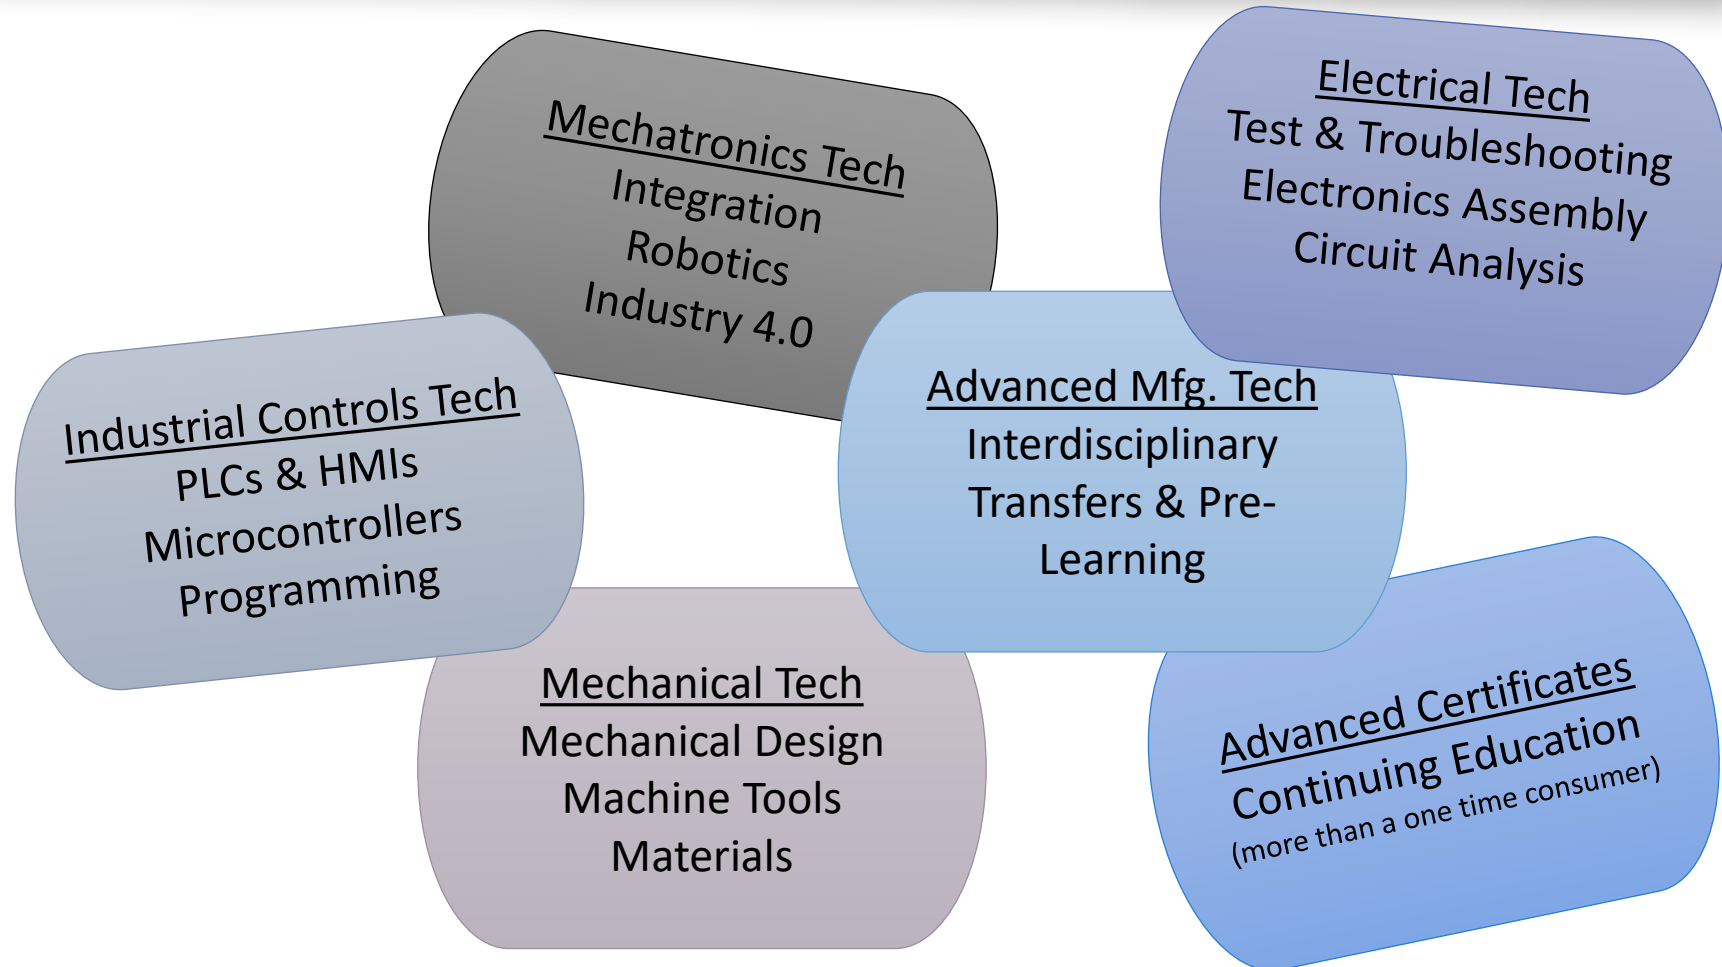 Mechatronics Tech
Integration
Robotics
Industry 4.0
Electrical Tech
Test & Troubleshooting
Electronics Assembly
Circuit Analysis
Industrial Controls Tech
PLCs & HMIs
Microcontrollers
Programming
Advanced Mfg. Tech
Interdisciplinary
Transfers & Pre-
Learning
Mechanical Tech
Mechanical Design
Machine Tools
Materials
Advanced Certificates
Continuing Education
(more than a one time consumer)